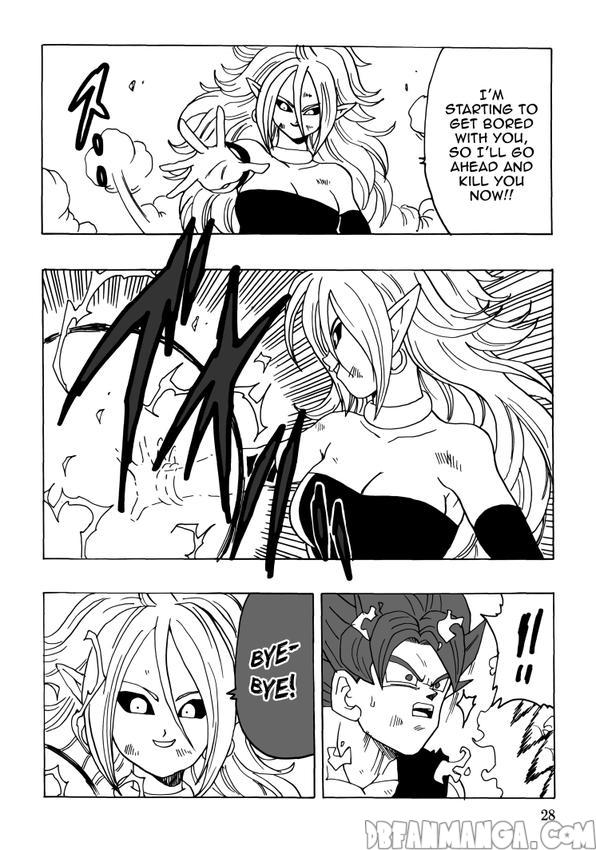 I'M
STARTING TO
GET BORED
WITH YOU,
SO I'LL GO
AHEAD AND
KILL YOU
NOW!!
BYE-
BYE!
28
DBFANMANGA.COM